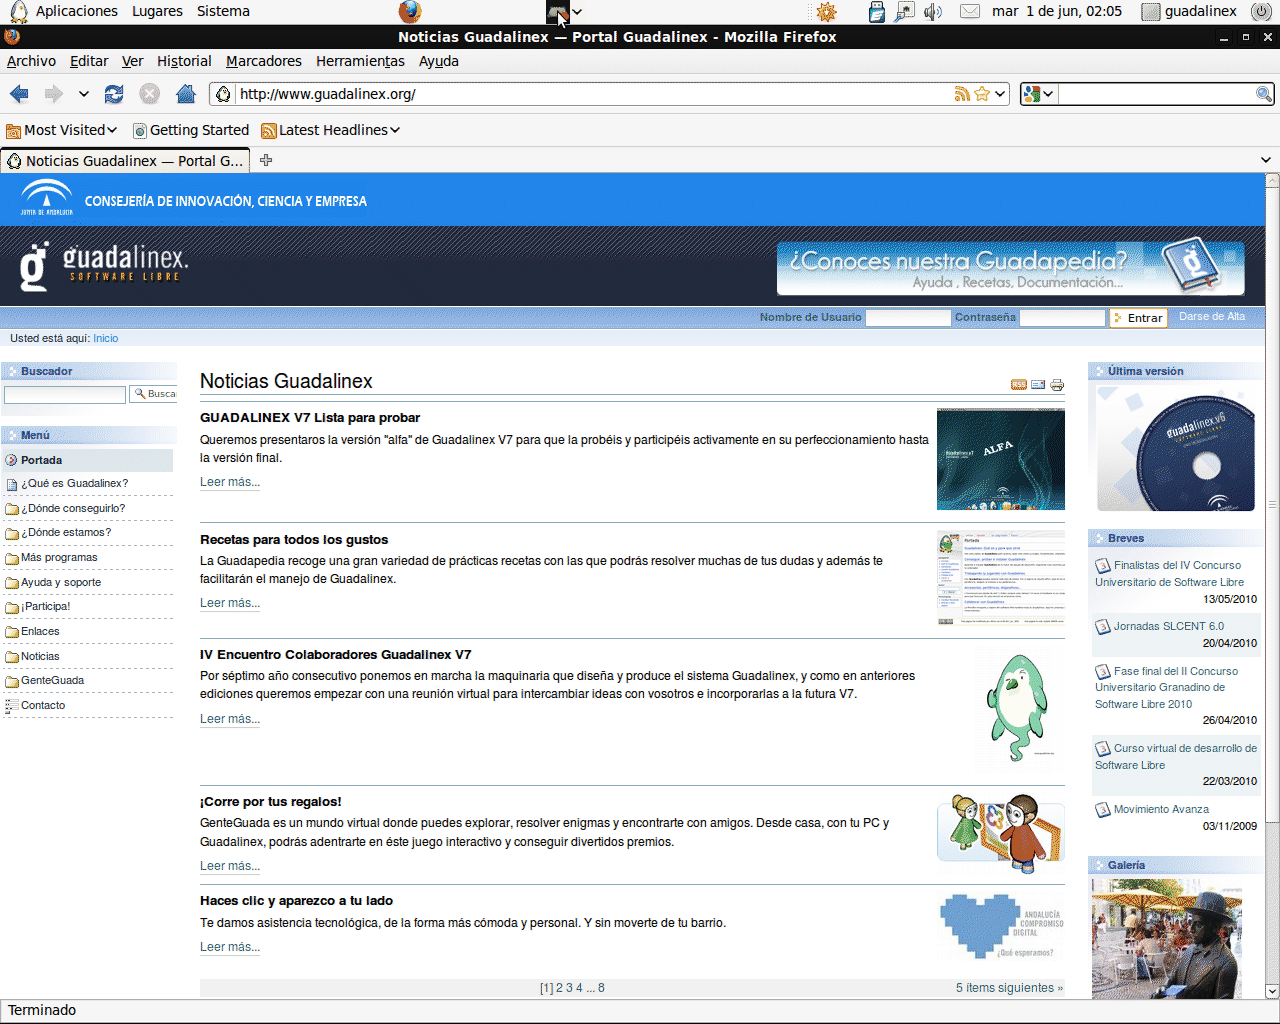 Aplicaciones Lugares Sistema mar 1 de jun, 02:05 guadalinex
Noticias Guadalinex — Portal Guadalinex - Mozilla Firefox
Archivo Editar Ver Historial Marcadores Herramientas Ayuda
http://www.guadalinex.org/
Most Visited Getting Started Latest Headlines
Noticias Guadalinex — Portal G...
JUNTA DE ANDALUCIA
CONSEJERÍA DE INNOVACIÓN, CIENCIA Y EMPRESA
guadalinex.
SOFTWARE LIBRE
¿Conoces nuestra Guadapedia?
Ayuda , Recetas, Documentación...
Nombre de Usuario Contraseña Entrar Darse de Alta
Usted está aquí: Inicio
Buscador
Busca
Menú
Portada
¿Qué es Guadalinex?
¿Dónde conseguirlo?
¿Dónde estamos?
Más programas
Ayuda y soporte
¡Participa!
Enlaces
Noticias
GenteGuada
Contacto
Noticias Guadalinex
RSS
GUADALINEX V7 Lista para probar
Queremos presentaros la versión "alfa" de Guadalinex V7 para que la probéis y participéis activamente en su perfeccionamiento hasta
la versión final.
Leer más...
guadalinex.v7
ALFA
Recetas para todos los gustos
La Guadapedia recoge una gran variedad de prácticas recetas con las que podrás resolver muchas de tus dudas y además te
facilitarán el manejo de Guadalinex.
Leer más...
Portada
IV Encuentro Colaboradores Guadalinex V7
Por séptimo año consecutivo ponemos en marcha la maquinaria que diseña y produce el sistema Guadalinex, y como en anteriores
ediciones queremos empezar con una reunión virtual para intercambiar ideas con vosotros e incorporarlas a la futura V7.
Leer más...
¡Corre por tus regalos!
GenteGuada es un mundo virtual donde puedes explorar, resolver enigmas y encontrarte con amigos. Desde casa, con tu PC y
Guadalinex, podrás adentrarte en éste juego interactivo y conseguir divertidos premios.
Leer más...
Haces clic y aparezco a tu lado
Te damos asistencia tecnológica, de la forma más cómoda y personal. Y sin moverte de tu barrio.
Leer más...
ANDALUCÍA
COMPROMISO
DIGITAL
¿Qué esperamos?
[1] 2 3 4 ... 8 5 ítems siguientes »
Última versión
guadalinex.v6
SOFTWARE LIBRE
Breves
Finalistas del IV Concurso
Universitario de Software Libre
13/05/2010
Jornadas SLCENT 6.0
20/04/2010
Fase final del II Concurso
Universitario Granadino de
Software Libre 2010
26/04/2010
Curso virtual de desarrollo de
Software Libre
22/03/2010
Movimiento Avanza
03/11/2009
Galería
Terminado